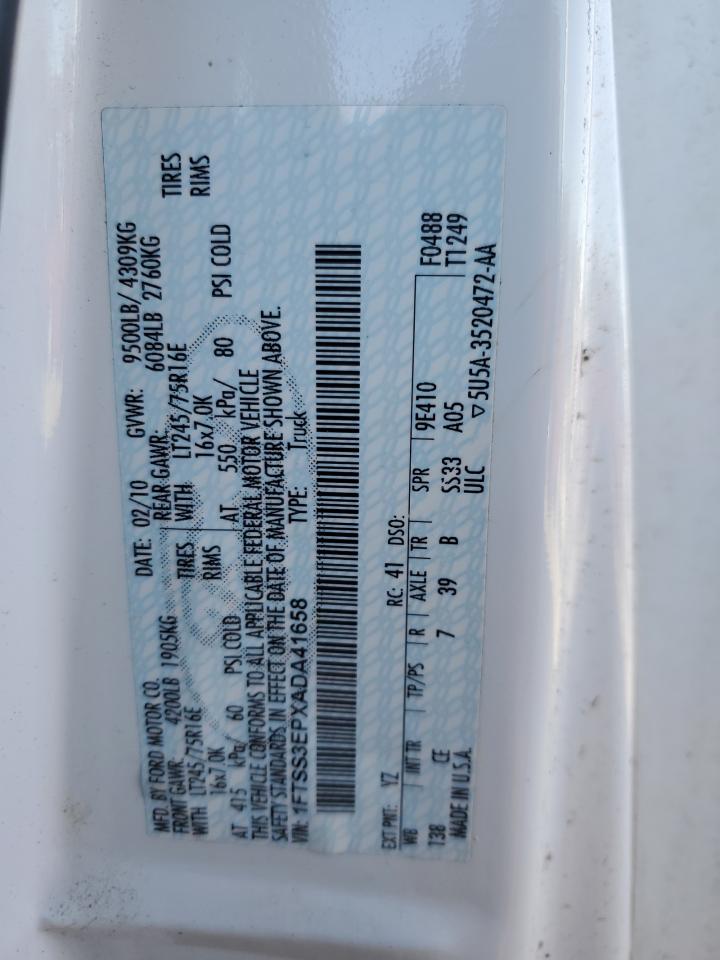 MFD. BY FORD MOTOR CO. DATE: 02/10 GVWR: 9500LB/ 4309KG
FRONT GAWR: 4200LB 1905KG REAR GAWR: 6084LB 2760KG
WITH LT245/75R16E TIRES WITH LT245/75R16E TIRES
16x7.0K RIMS 16x7.0K RIMS
AT 415 kPa/ 60 PSI COLD AT 550 kPa/ 80 PSI COLD
THIS VEHICLE CONFORMS TO ALL APPLICABLE FEDERAL MOTOR VEHICLE
SAFETY STANDARDS IN EFFECT ON THE DATE OF MANUFACTURE SHOWN ABOVE.
VIN: 1FTSS3EPXADA41658 TYPE: Truck
F0488
T1249
EXT PNT: YZ RC: 41 DSO:
WB | INT TR | TP/PS | R | AXLE | TR | SPR | 9E410
138 CE 7 39 B SS33 A05
MADE IN U.S.A. ULC
▽5U5A-3520472-AA